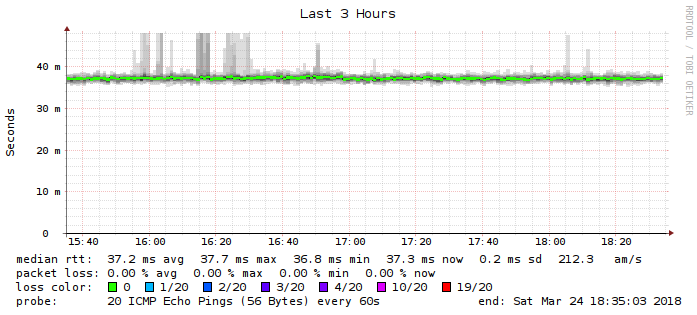 Last 3 Hours
RRDTOOL / TOBI OETIKER
Seconds
40 m
30 m
20 m
10 m
0
15:40 16:00 16:20 16:40 17:00 17:20 17:40 18:00 18:20
median rtt: 37.2 ms avg 37.7 ms max 36.8 ms min 37.3 ms now 0.2 ms sd 212.3 am/s
packet loss: 0.00 % avg 0.00 % max 0.00 % min 0.00 % now
loss color: 0 1/20 2/20 3/20 4/20 10/20 19/20
probe: 20 ICMP Echo Pings (56 Bytes) every 60s end: Sat Mar 24 18:35:03 2018